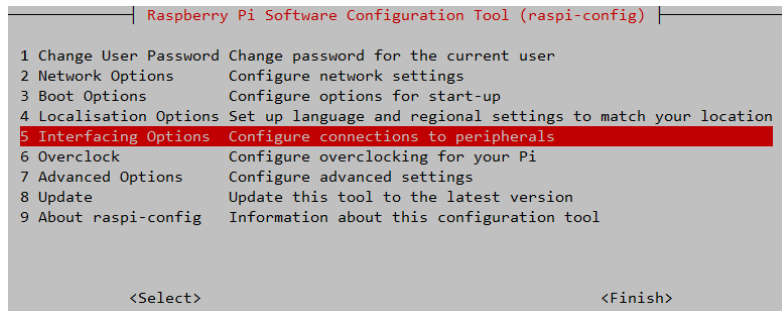 Raspberry Pi Software Configuration Tool (raspi-config)
1 Change User Password Change password for the current user
2 Network Options Configure network settings
3 Boot Options Configure options for start-up
4 Localisation Options Set up language and regional settings to match your location
5 Interfacing Options Configure connections to peripherals
6 Overclock Configure overclocking for your Pi
7 Advanced Options Configure advanced settings
8 Update Update this tool to the latest version
9 About raspi-config Information about this configuration tool
<Select> <Finish>